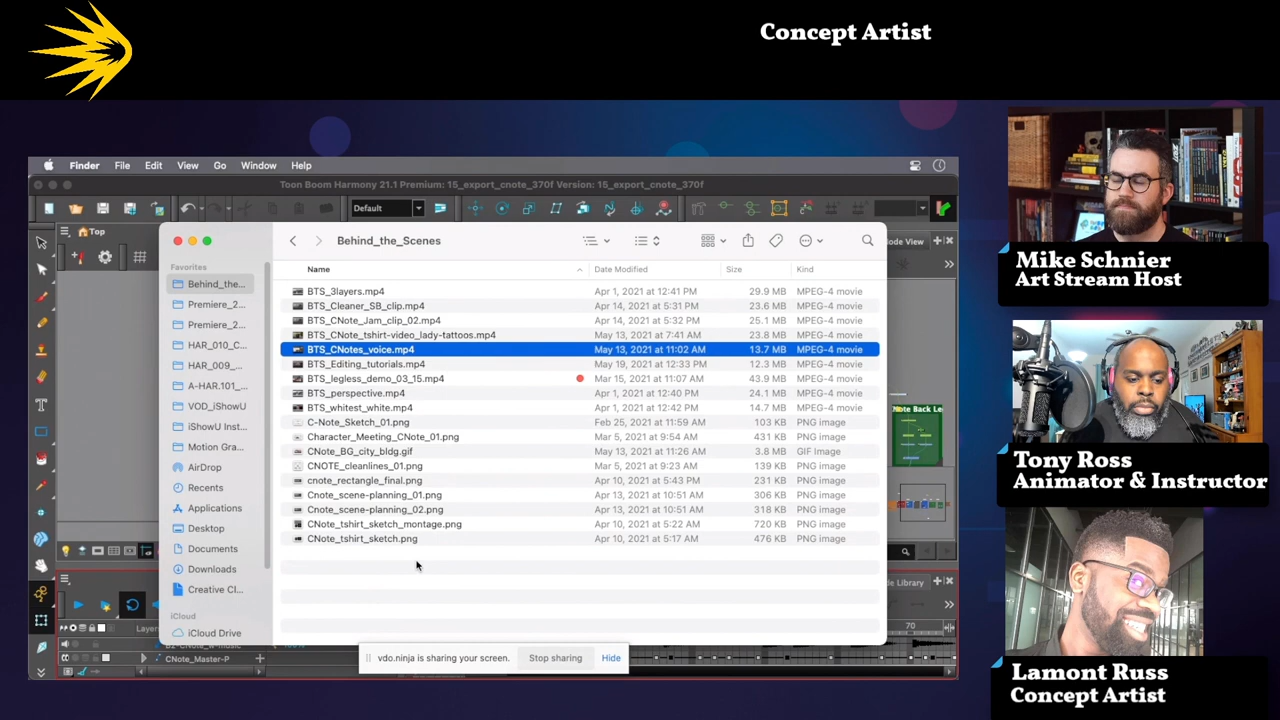 Concept Artist
Finder File Edit View Go Window Help
Toon Boom Harmony 21.1 Premium: 15_export_cnote_370f Version: 15_export_cnote_370f
Default
Top
Node View
Behind_the_Scenes
Favorites
Behind_the...
Premiere_2...
Premiere_2...
HAR_010_C...
HAR_009_...
A-HAR.101_...
VOD_iShowU
iShowU Inst...
Motion Gra...
AirDrop
Recents
Applications
Desktop
Documents
Downloads
Creative Cl...
iCloud
iCloud Drive
Name Date Modified Size Kind
BTS_3layers.mp4 Apr 1, 2021 at 12:41 PM 29.9 MB MPEG-4 movie
BTS_Cleaner_SB_clip.mp4 Apr 14, 2021 at 5:31 PM 23.6 MB MPEG-4 movie
BTS_CNote_Jam_clip_02.mp4 Apr 14, 2021 at 5:32 PM 25.1 MB MPEG-4 movie
BTS_CNote_tshirt-video_lady-tattoos.mp4 May 13, 2021 at 7:41 AM 23.8 MB MPEG-4 movie
BTS_CNotes_voice.mp4 May 13, 2021 at 11:02 AM 13.7 MB MPEG-4 movie
BTS_Editing_tutorials.mp4 May 19, 2021 at 12:33 PM 12.3 MB MPEG-4 movie
BTS_legless_demo_03_15.mp4 Mar 15, 2021 at 11:07 AM 43.9 MB MPEG-4 movie
BTS_perspective.mp4 Apr 1, 2021 at 12:40 PM 24.1 MB MPEG-4 movie
BTS_whitest_white.mp4 Apr 1, 2021 at 12:42 PM 14.7 MB MPEG-4 movie
C-Note_Sketch_01.png Feb 25, 2021 at 11:59 AM 103 KB PNG image
Character_Meeting_CNote_01.png Mar 5, 2021 at 9:54 AM 431 KB PNG image
CNote_BG_city_bldg.gif May 13, 2021 at 11:26 AM 3.8 MB GIF Image
CNOTE_cleanlines_01.png Mar 5, 2021 at 9:23 AM 139 KB PNG image
cnote_rectangle_final.png Apr 10, 2021 at 5:43 PM 231 KB PNG image
Cnote_scene-planning_01.png Apr 13, 2021 at 10:51 AM 306 KB PNG image
Cnote_scene-planning_02.png Apr 13, 2021 at 10:51 AM 318 KB PNG image
CNote_tshirt_sketch_montage.png Apr 10, 2021 at 5:22 AM 720 KB PNG image
CNote_tshirt_sketch.png Apr 10, 2021 at 5:17 AM 476 KB PNG image
Note Back Le
de Library
70
Layer
CNote_Master-P
vdo.ninja is sharing your screen. Stop sharing Hide
Mike Schnier
Art Stream Host
Tony Ross
Animator & Instructor
Lamont Russ
Concept Artist